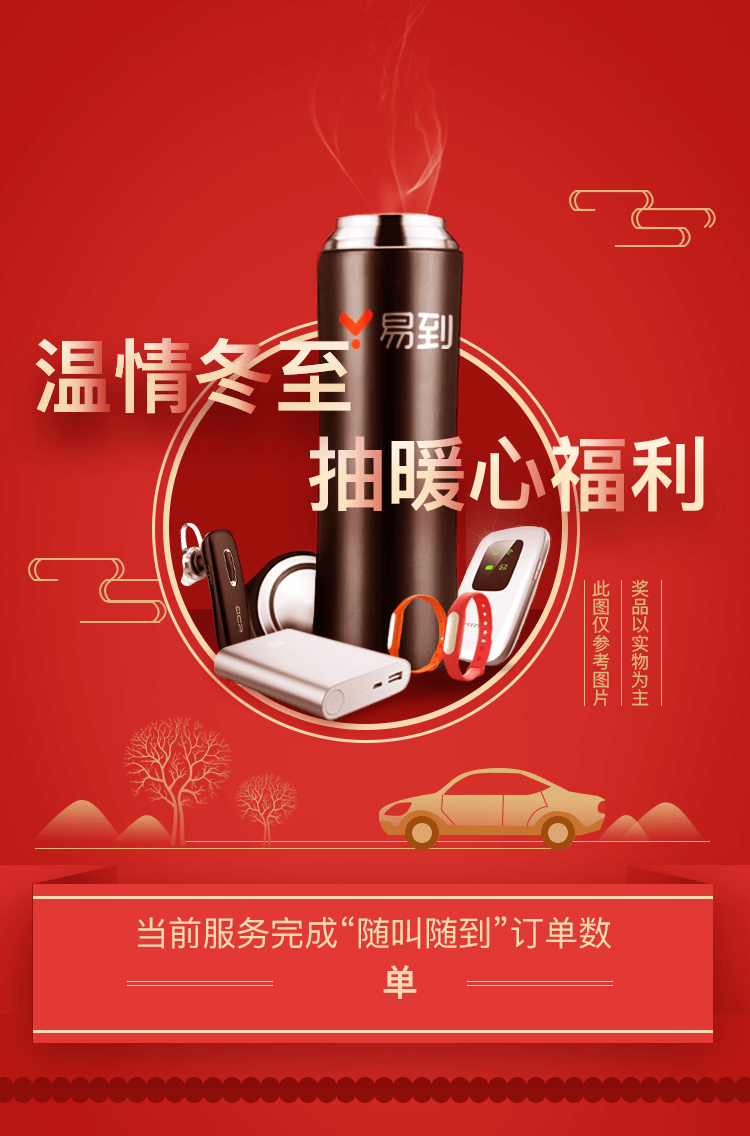 易到
温情冬至
抽暖心福利
奖品以实物为主
此图仅参考图片
当前服务完成“随叫随到”订单数
单